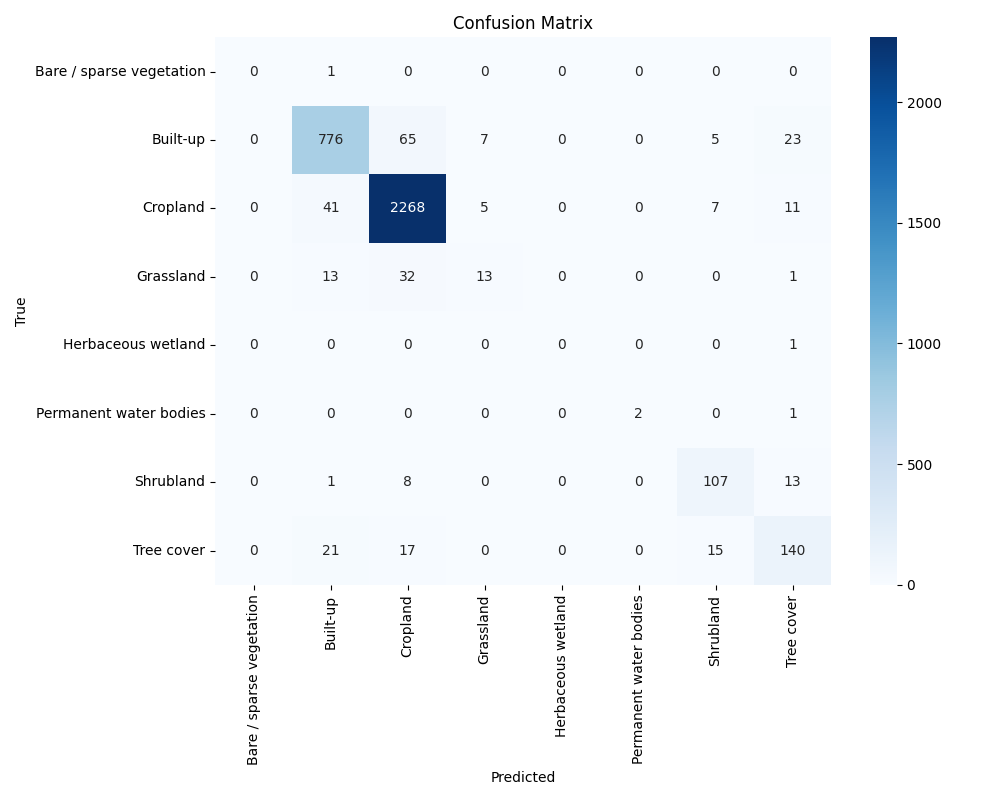 Confusion Matrix
Bare / sparse vegetation 0 1 0 0 0 0 0 0
Built-up 0 776 65 7 0 0 5 23
Cropland 0 41 2268 5 0 0 7 11
Grassland 0 13 32 13 0 0 0 1
Herbaceous wetland 0 0 0 0 0 0 0 1
Permanent water bodies 0 0 0 0 0 2 0 1
Shrubland 0 1 8 0 0 0 107 13
Tree cover 0 21 17 0 0 0 15 140
True
Bare / sparse vegetation
Built-up
Cropland
Grassland
Herbaceous wetland
Permanent water bodies
Shrubland
Tree cover
Predicted
2000
1500
1000
500
0